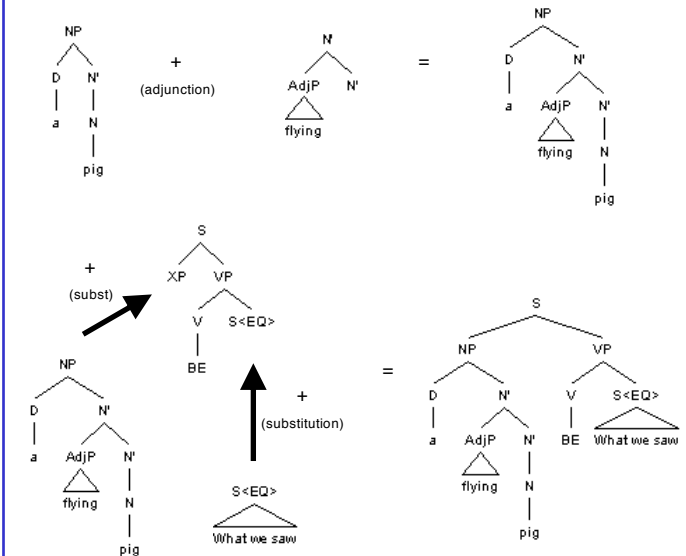 NP + N' = NP
(adjunction)
D N' AdjP N' D N'
a N flying a AdjP N'
pig flying N
pig
S
+ XP VP
(subst) V S<EQ>
BE
NP + = S
D N' (substitution) NP VP
a AdjP N' D N' V S<EQ>
flying N S<EQ> a AdjP N' BE What we saw
pig What we saw flying N
pig